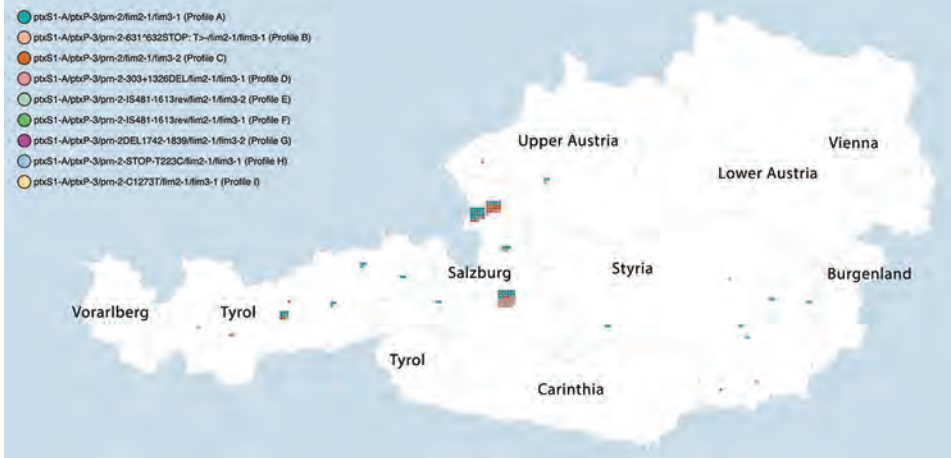 ptxS1-A/ptxP-3/prn-2/fim2-1/fim3-1 (Profile A)
ptxS1-A/ptxP-3/prn-2-631^632STOP: T>-/fim2-1/fim3-1 (Profile B)
ptxS1-A/ptxP-3/prn-2/fim2-1/fim3-2 (Profile C)
ptxS1-A/ptxP-3/prn-2-303+1326DEL/fim2-1/fim3-1 (Profile D)
ptxS1-A/ptxP-3/prn-2-IS481-1613rev/fim2-1/fim3-2 (Profile E)
ptxS1-A/ptxP-3/prn-2-IS481-1613rev/fim2-1/fim3-1 (Profile F)
ptxS1-A/ptxP-3/prn-2DEL1742-1839/fim2-1/fim3-2 (Profile G)
ptxS1-A/ptxP-3/prn-2-STOP-T223C/fim2-1/fim3-1 (Profile H)
ptxS1-A/ptxP-3/prn-2-C1273T/fim2-1/fim3-1 (Profile I)
Upper Austria
Vienna
Lower Austria
Salzburg
Styria
Burgenland
Vorarlberg
Tyrol
Tyrol
Carinthia